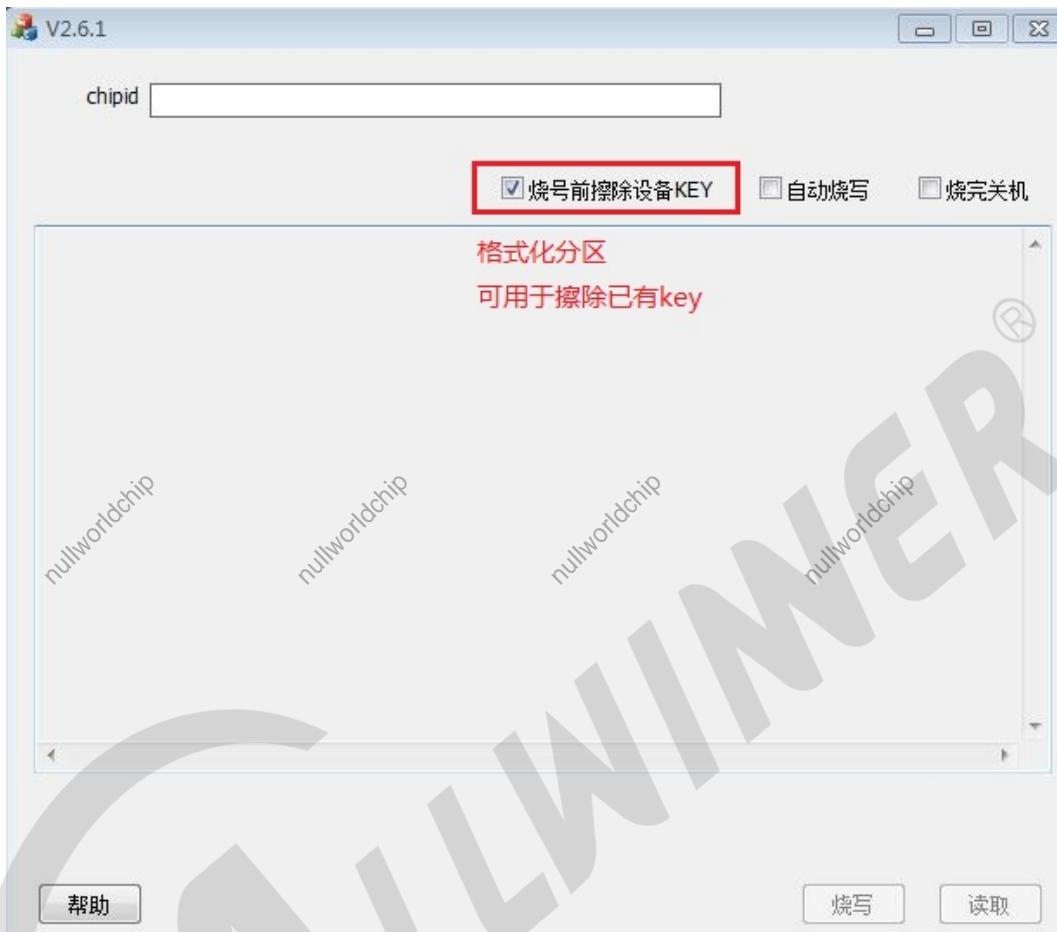 V2.6.1
chipid
烧号前擦除设备KEY 自动烧写 烧完关机
格式化分区
可用于擦除已有key
nullworldchip nullworldchip nullworldchip nullworldchip
ALLWINNER®
帮助 烧写 读取